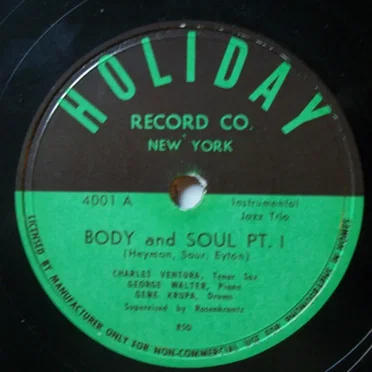 HOLIDAY
RECORD CO.
NEW YORK
4001 A
Instrumental
Jazz Trio
BODY and SOUL PT. I
(Heyman, Sour, Eyton)
CHARLES VENTURA, Tenor Sax
GEORGE WALTER, Piano
GENE KRUPA, Drums
Supervised by Rosenkrantz
R50
LICENSED BY MANUFACTURER ONLY FOR NON-COMMERCIAL USE